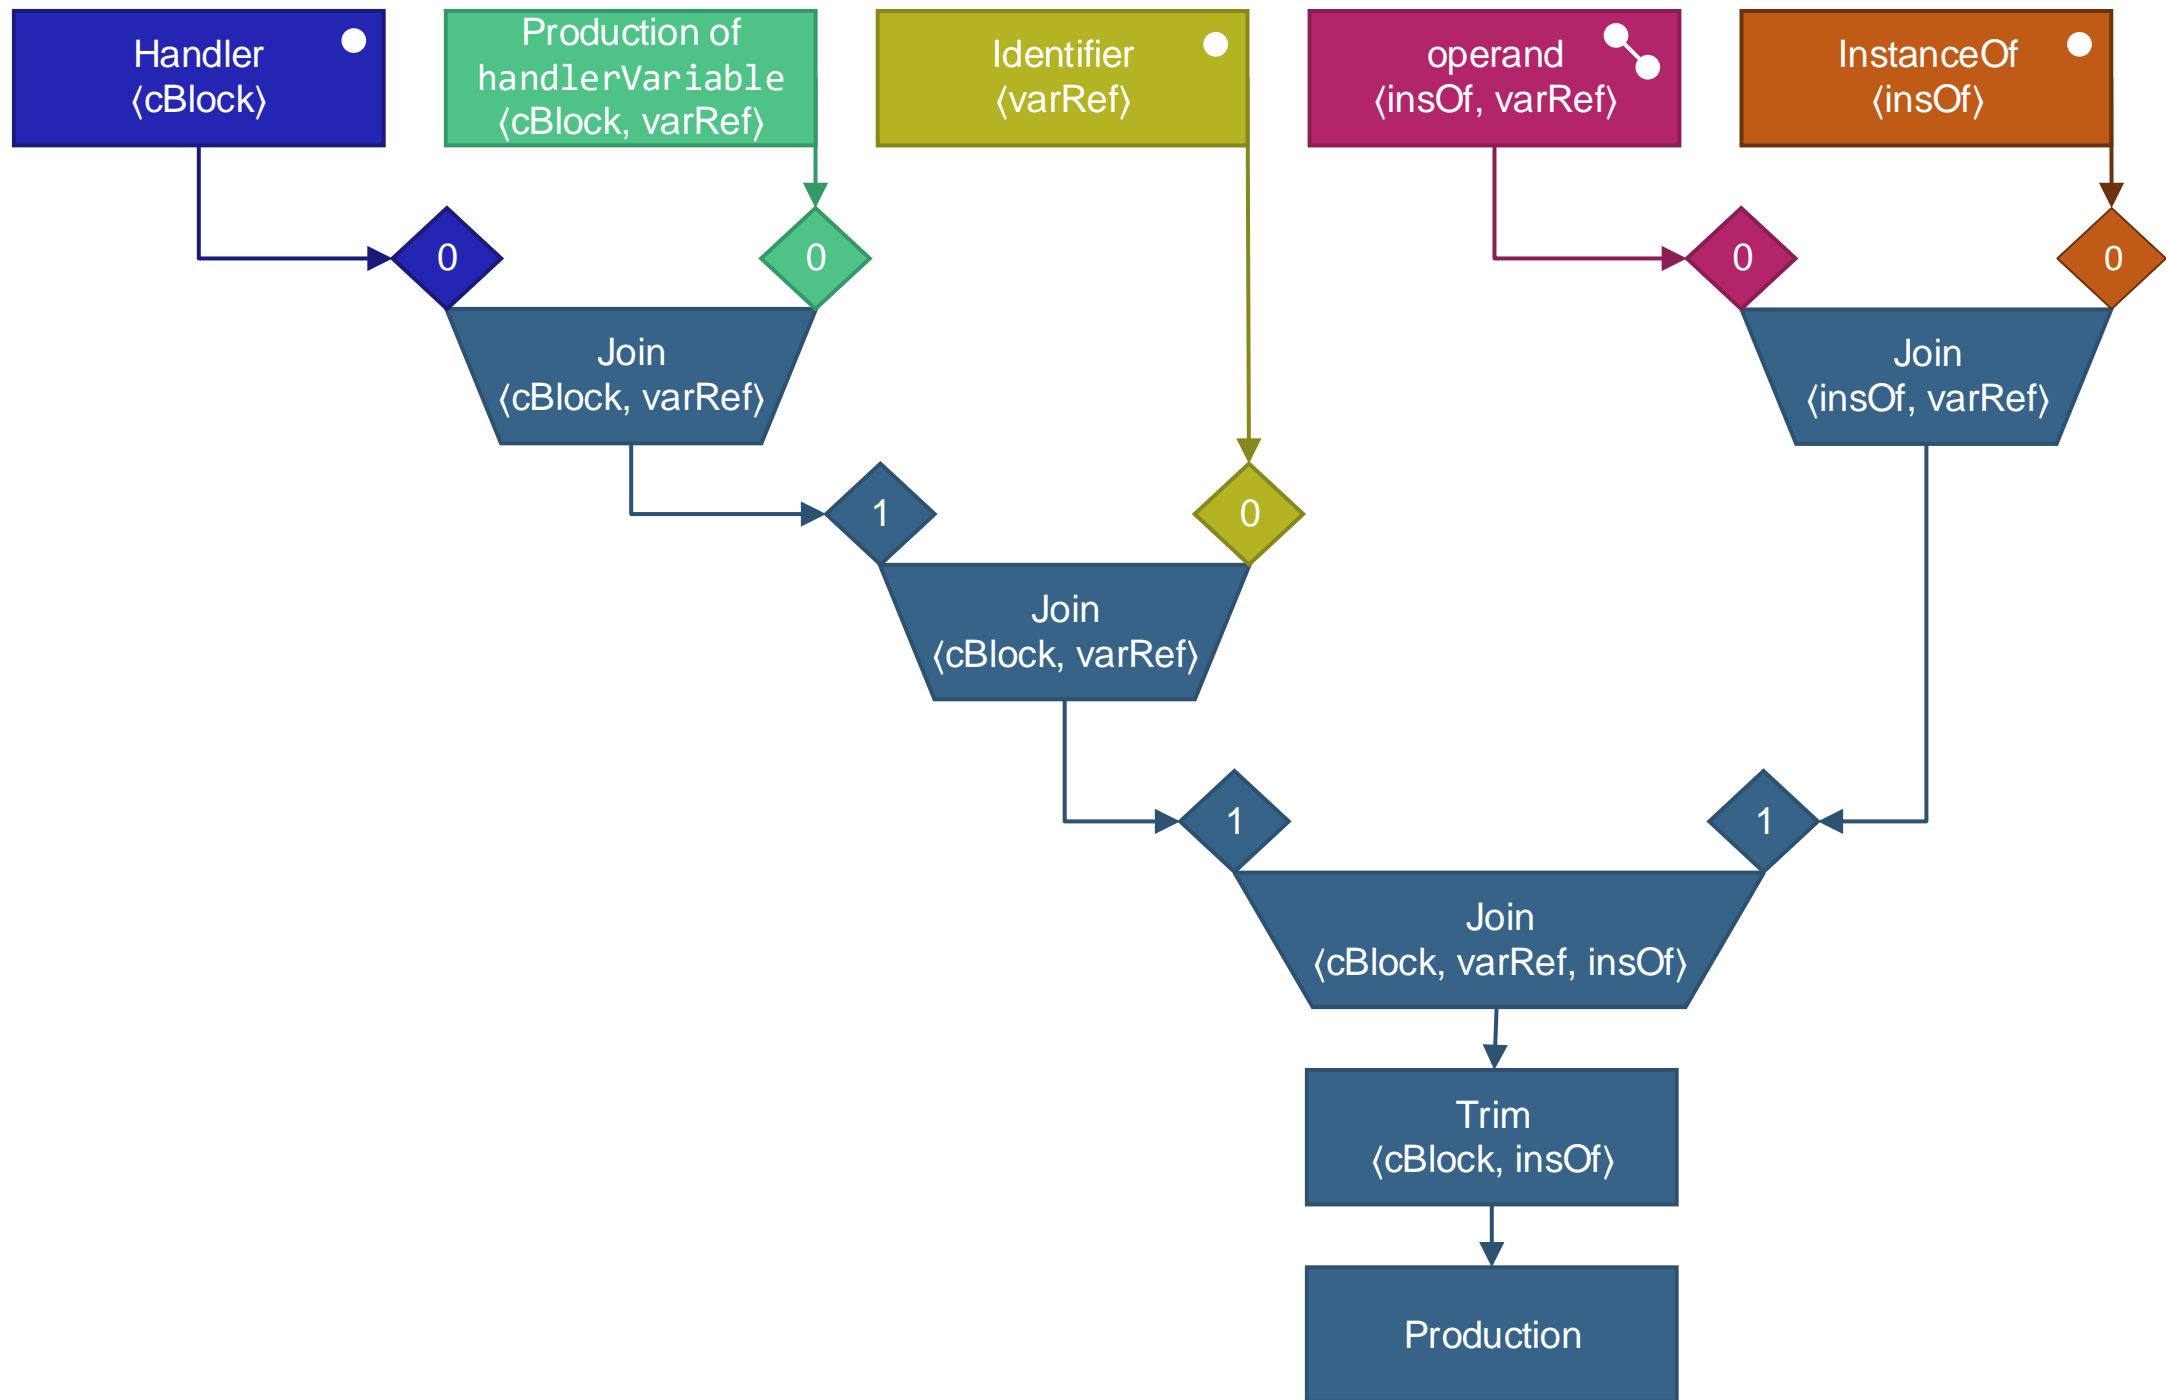 Handler
⟨cBlock⟩
Production of
handlerVariable
⟨cBlock, varRef⟩
Identifier
⟨varRef⟩
operand
⟨insOf, varRef⟩
InstanceOf
⟨insOf⟩
0
0
0
0
Join
⟨cBlock, varRef⟩
Join
⟨insOf, varRef⟩
1
0
Join
⟨cBlock, varRef⟩
1
1
Join
⟨cBlock, varRef, insOf⟩
Trim
⟨cBlock, insOf⟩
Production